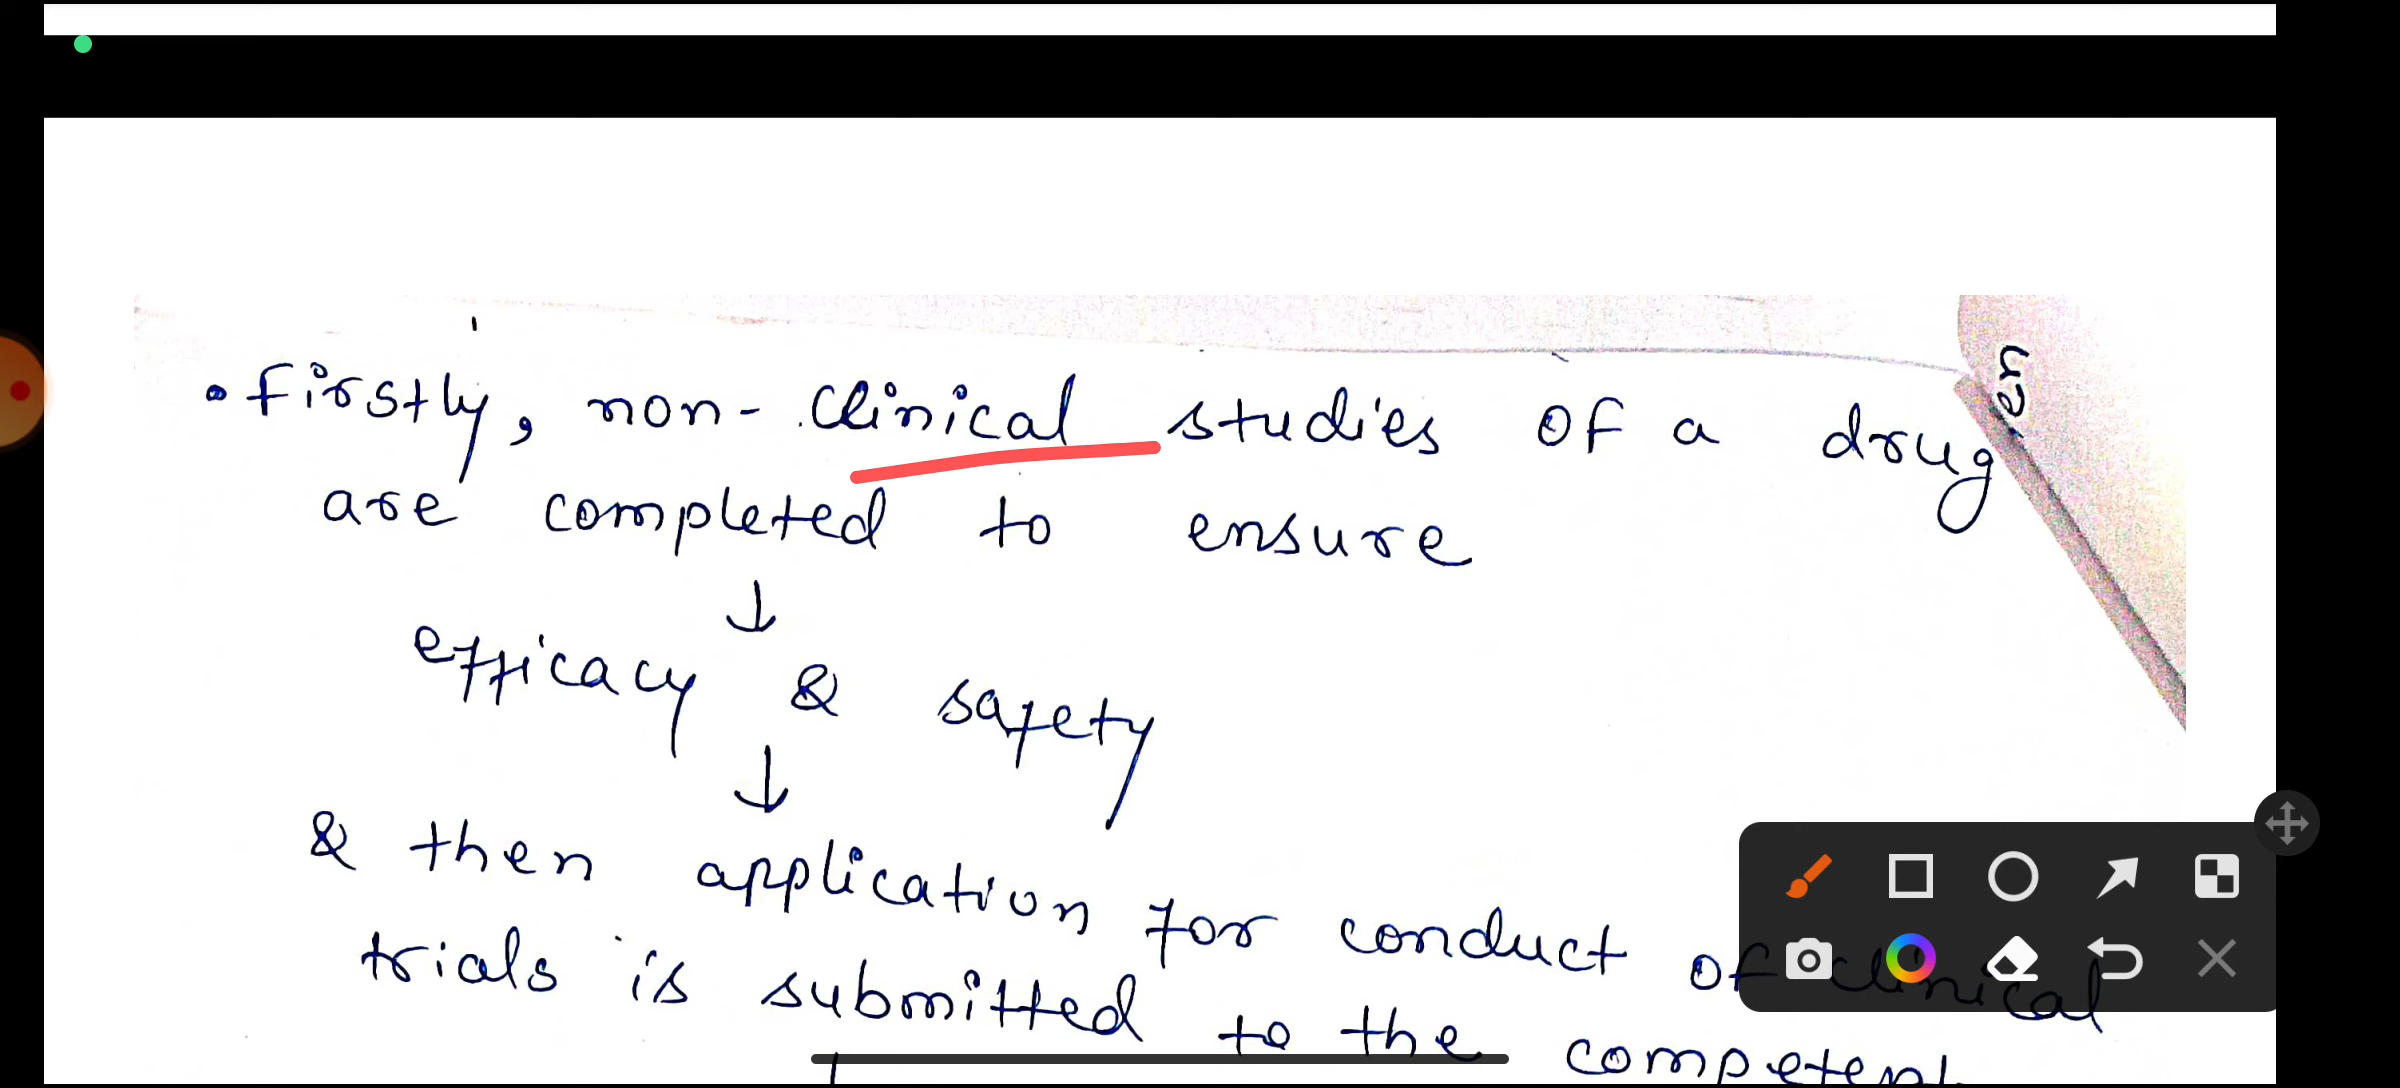 • Firstly, non-clinical studies of a drug
are completed to ensure
↓
efficacy & safety
↓
& then application for conduct of clinical
trials is submitted to the competent